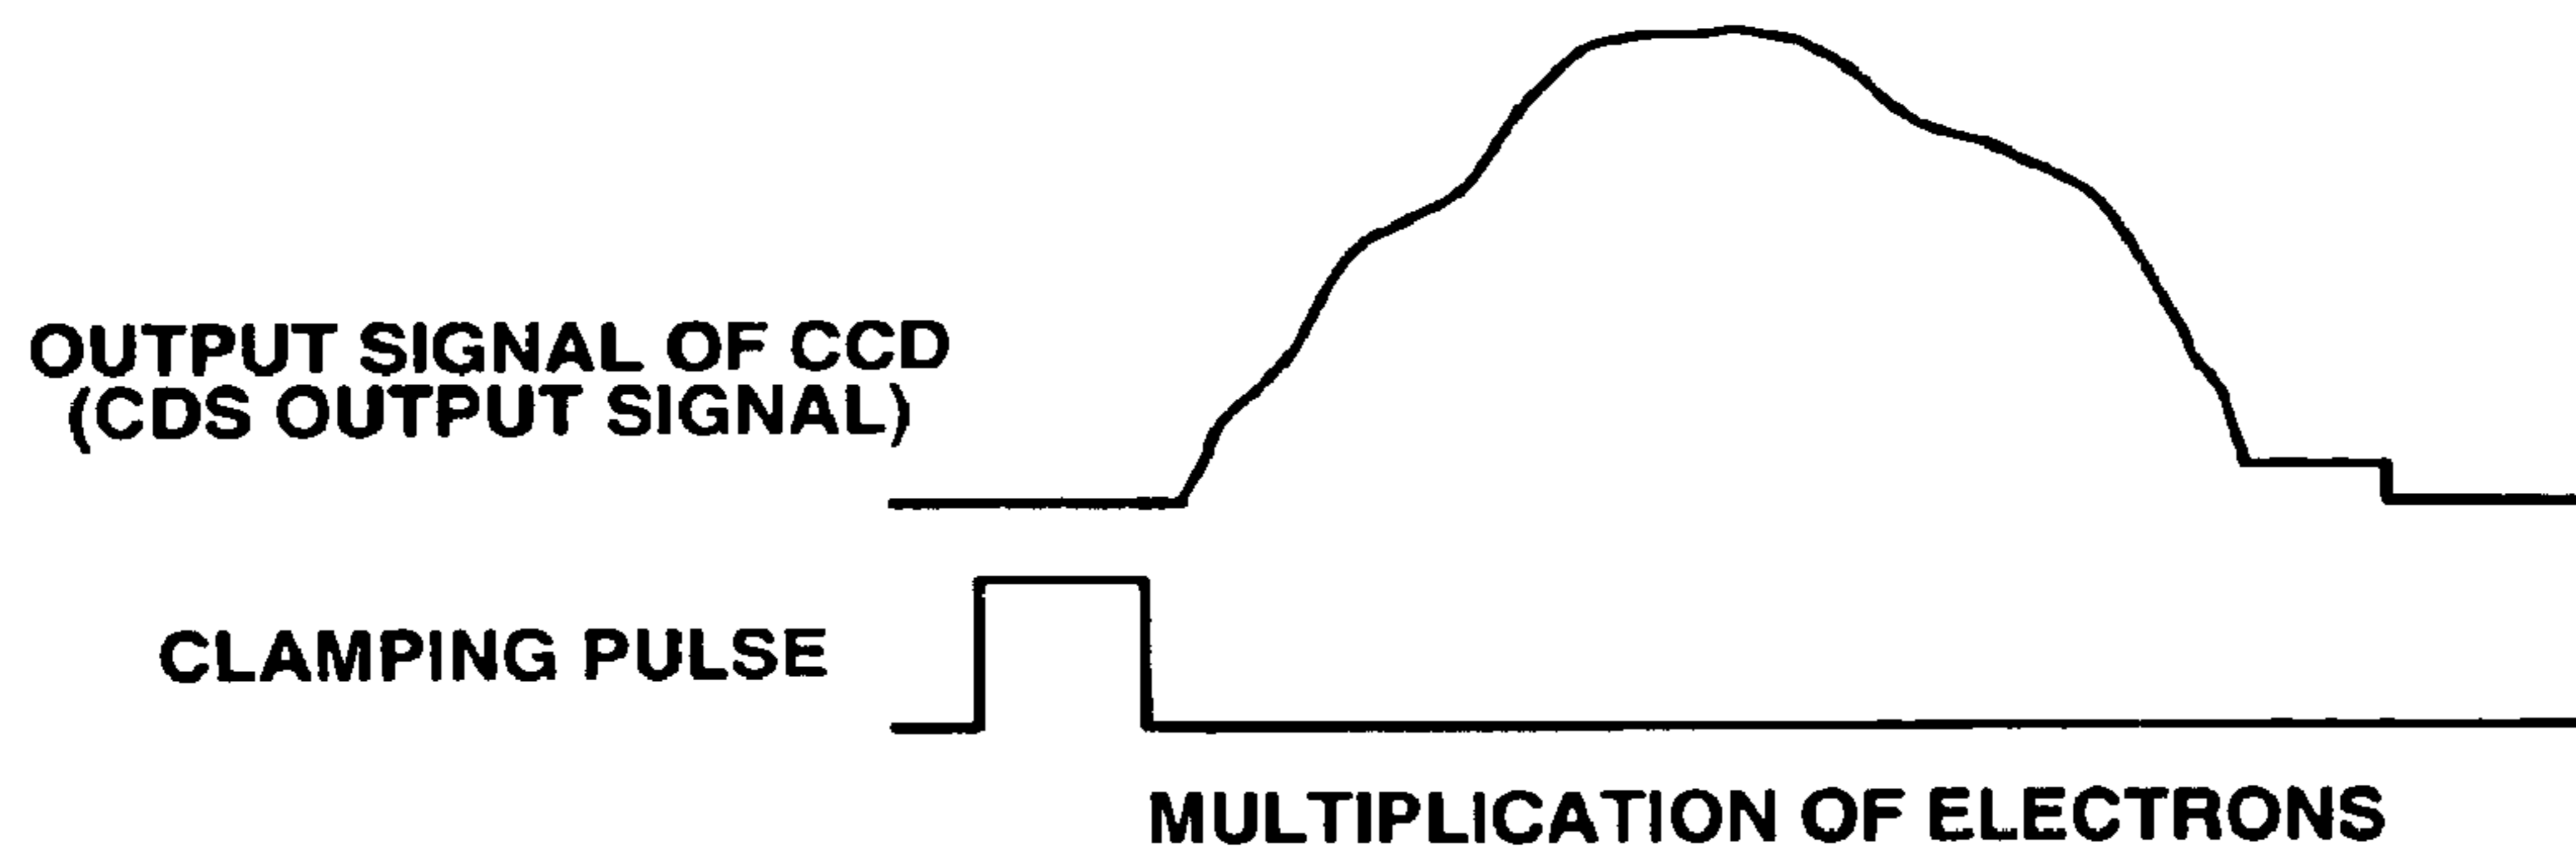 OUTPUT SIGNAL OF CCD
(CDS OUTPUT SIGNAL)
CLAMPING PULSE
MULTIPLICATION OF ELECTRONS